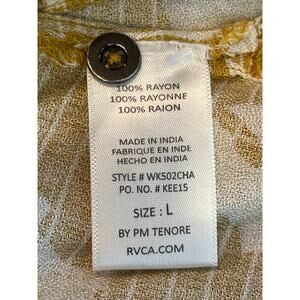 100% RAYON
100% RAYONNE
100% RAION
MADE IN INDIA
FABRIQUE EN INDE
HECHO EN INDIA
STYLE # WK502CHA
PO. NO. # KEE15
SIZE : L
BY PM TENORE
RVCA.COM